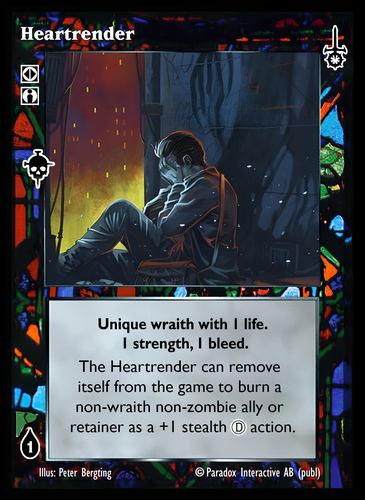 Heartrender
Unique wraith with 1 life.
1 strength, 1 bleed.
The Heartrender can remove
itself from the game to burn a
non-wraith non-zombie ally or
retainer as a +1 stealth Ⓓ action.
1
Illus: Peter Bergting © Paradox Interactive AB (publ)